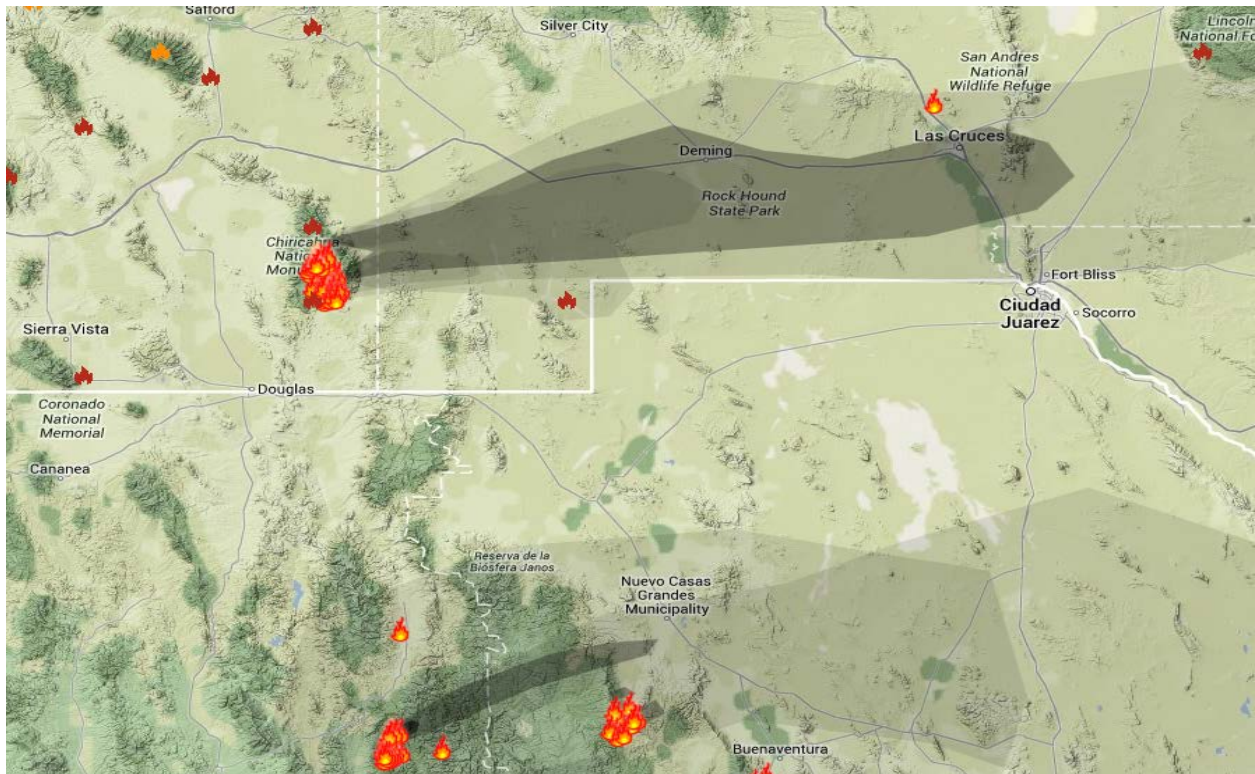 Safford
Silver City
Lincoln
National Fo
San Andres
National
Wildlife Refuge
Las Cruces
Deming
Rock Hound
State Park
Chiricahua
National
Monu
Fort Bliss
Ciudad
Juarez
Socorro
Sierra Vista
Douglas
Coronado
National
Memorial
Cananea
Reserva de la
Biósfera Janos
Nuevo Casas
Grandes
Municipality
Buenaventura